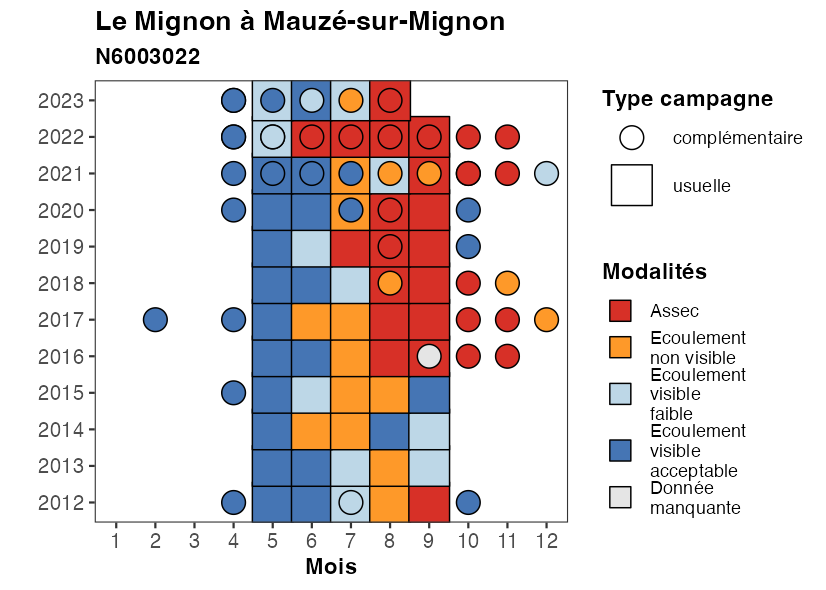 Le Mignon à Mauzé-sur-Mignon
N6003022
2023
2022
2021
2020
2019
2018
2017
2016
2015
2014
2013
2012
1 2 3 4 5 6 7 8 9 10 11 12
Mois
Type campagne
complémentaire
usuelle
Modalités
Assec
Ecoulement
non visible
Ecoulement
visible
faible
Ecoulement
visible
acceptable
Donnée
manquante